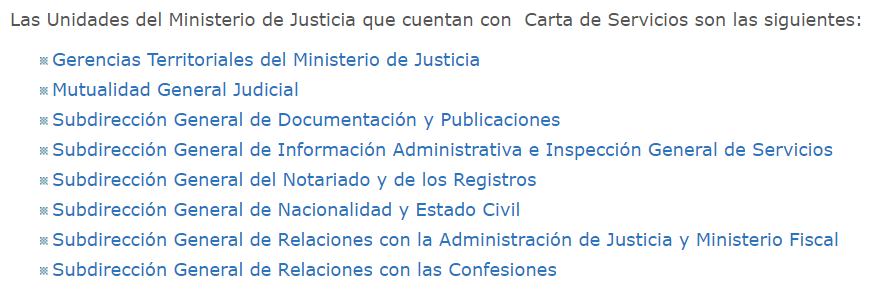 Las Unidades del Ministerio de Justicia que cuentan con  Carta de Servicios son las siguientes:
Gerencias Territoriales del Ministerio de Justicia
Mutualidad General Judicial
Subdirección General de Documentación y Publicaciones
Subdirección General de Información Administrativa e Inspección General de Servicios
Subdirección General del Notariado y de los Registros
Subdirección General de Nacionalidad y Estado Civil
Subdirección General de Relaciones con la Administración de Justicia y Ministerio Fiscal
Subdirección General de Relaciones con las Confesiones